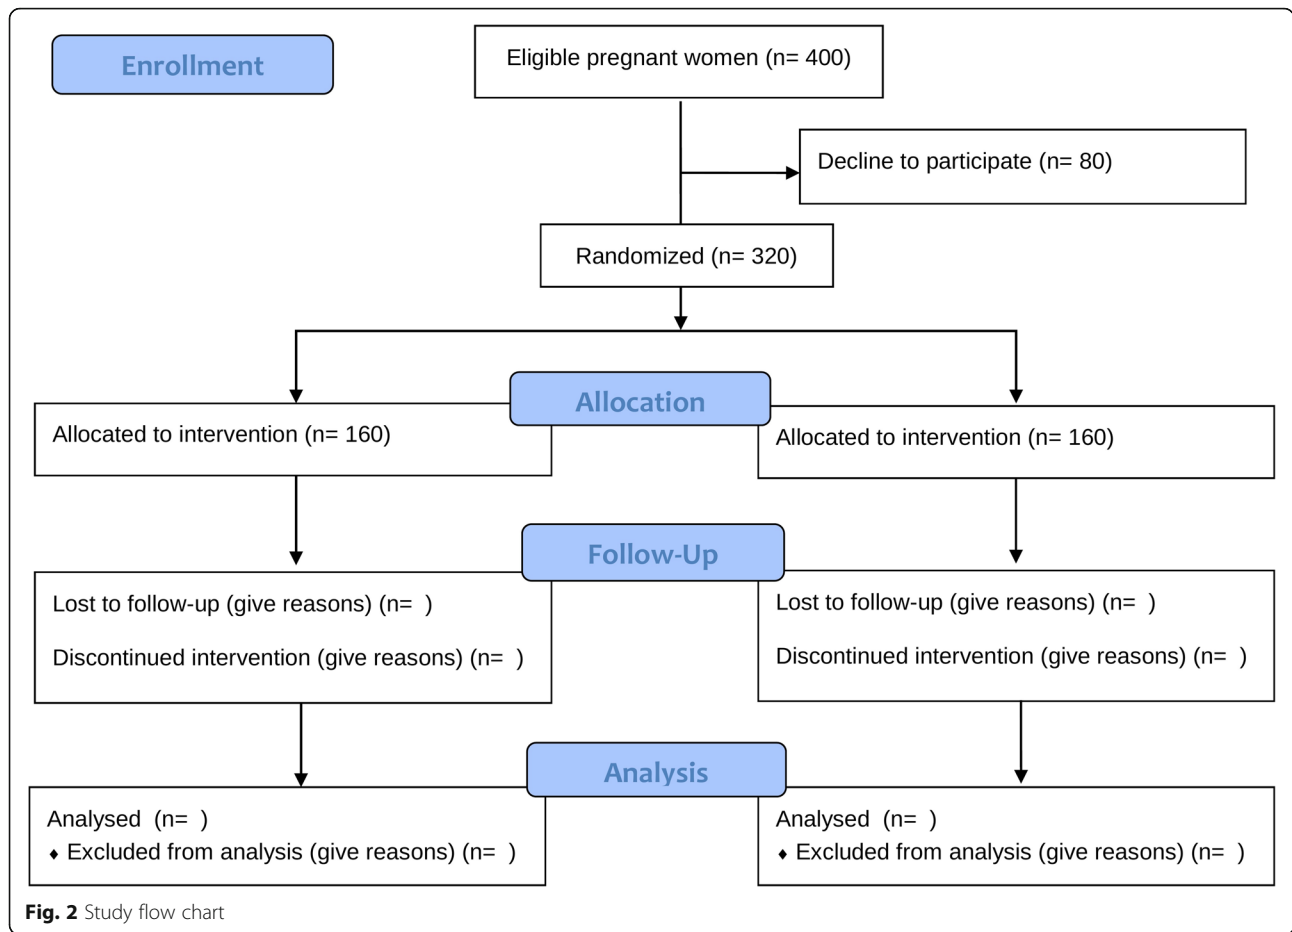 Enrollment
Eligible pregnant women (n= 400)
Decline to participate (n= 80)
Randomized (n= 320)
Allocation
Allocated to intervention (n= 160)
Allocated to intervention (n= 160)
Follow-Up
Lost to follow-up (give reasons) (n=  )
Discontinued intervention (give reasons) (n=  )
Lost to follow-up (give reasons) (n=  )
Discontinued intervention (give reasons) (n=  )
Analysis
Analysed  (n=  )
♦ Excluded from analysis (give reasons) (n=  )
Analysed  (n=  )
♦ Excluded from analysis (give reasons) (n=  )
Fig. 2 Study flow chart